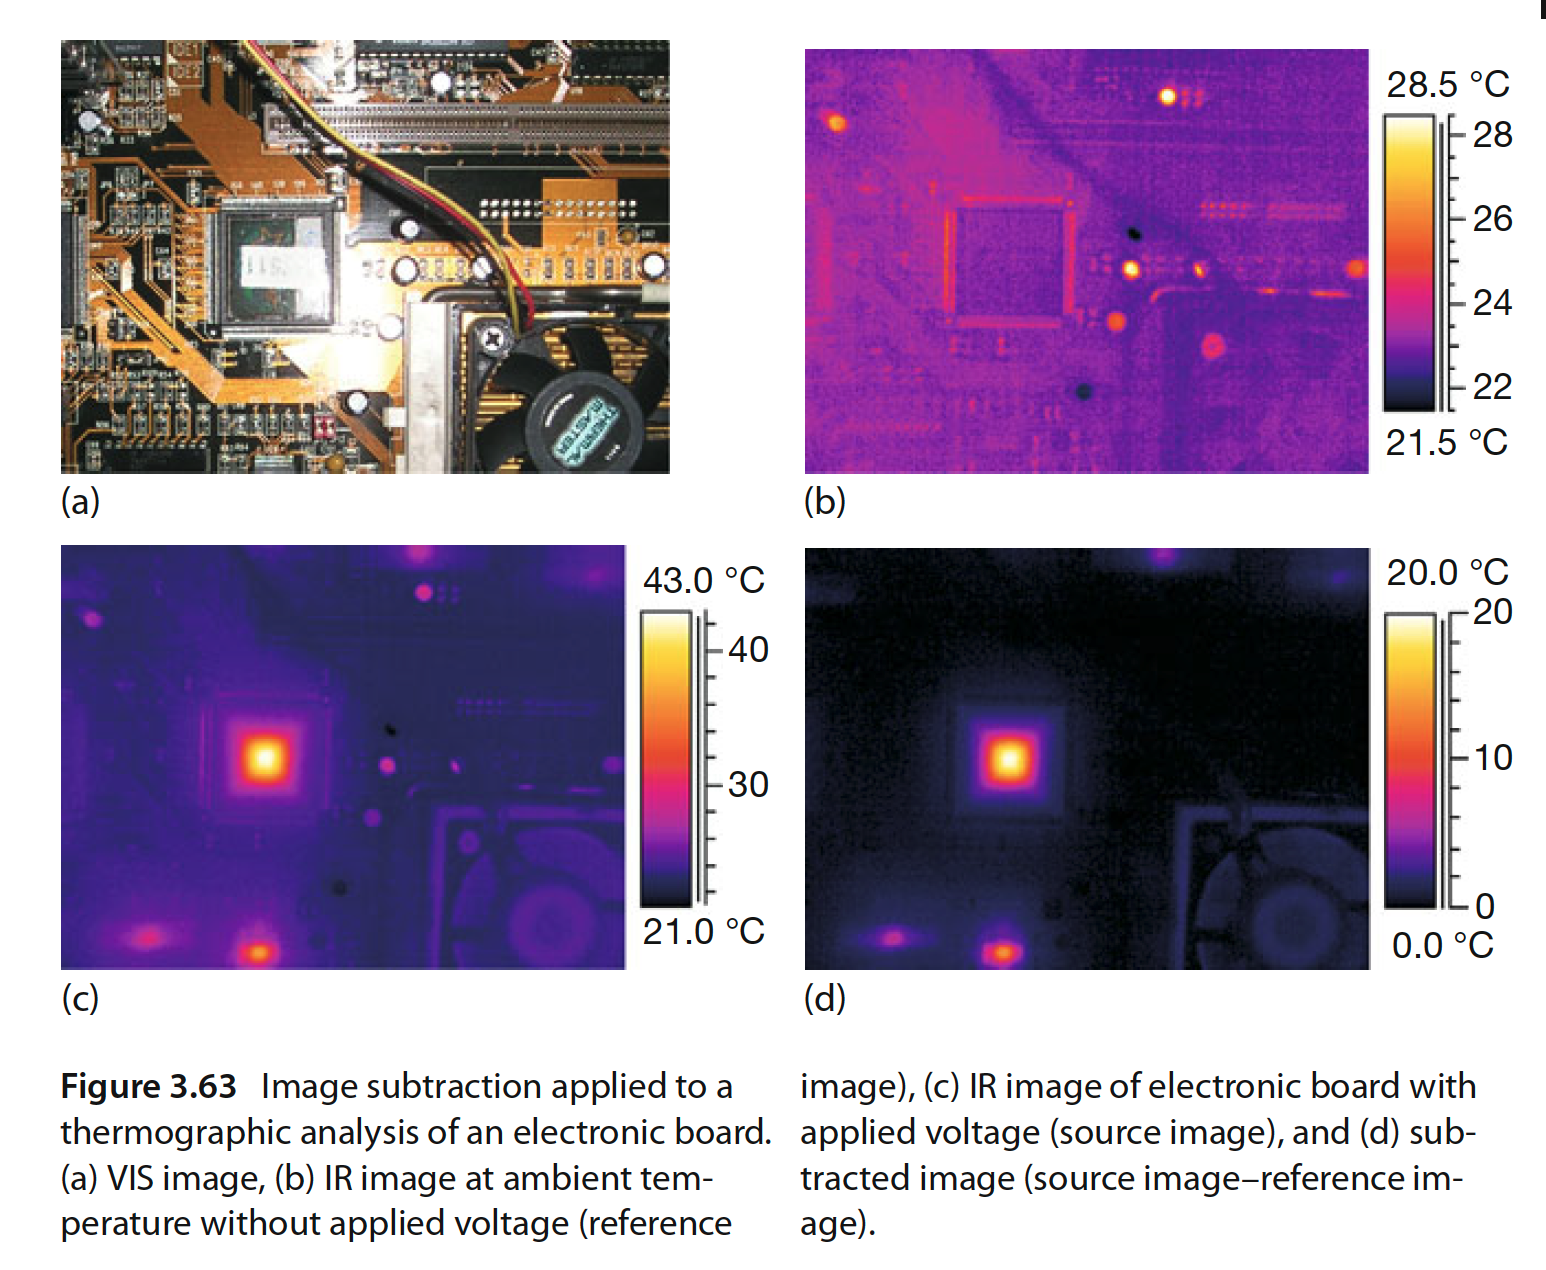 (a)
28.5 °C
28
26
24
22
21.5 °C
(b)
43.0 °C
40
30
21.0 °C
(c)
20.0 °C
20
10
0
0.0 °C
(d)
Figure 3.63 Image subtraction applied to a
thermographic analysis of an electronic board.
(a) VIS image, (b) IR image at ambient tem-
perature without applied voltage (reference
image), (c) IR image of electronic board with
applied voltage (source image), and (d) sub-
tracted image (source image–reference im-
age).